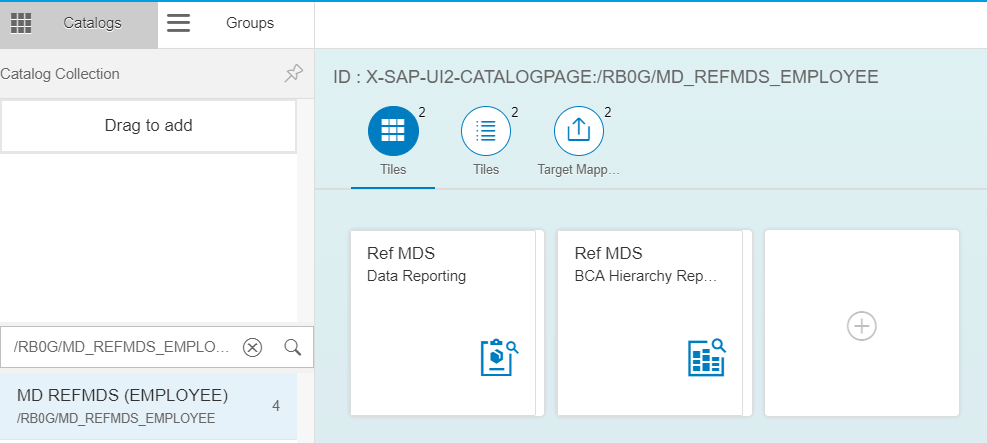 Catalogs
Groups
Catalog Collection
Drag to add
/RB0G/MD_REFMDS_EMPLO...
MD REFMDS (EMPLOYEE)
4
/RB0G/MD_REFMDS_EMPLOYEE
ID : X-SAP-UI2-CATALOGPAGE:/RB0G/MD_REFMDS_EMPLOYEE
2
2
2
Tiles
Tiles
Target Mapp...
Ref MDS
Data Reporting
Ref MDS
BCA Hierarchy Rep...